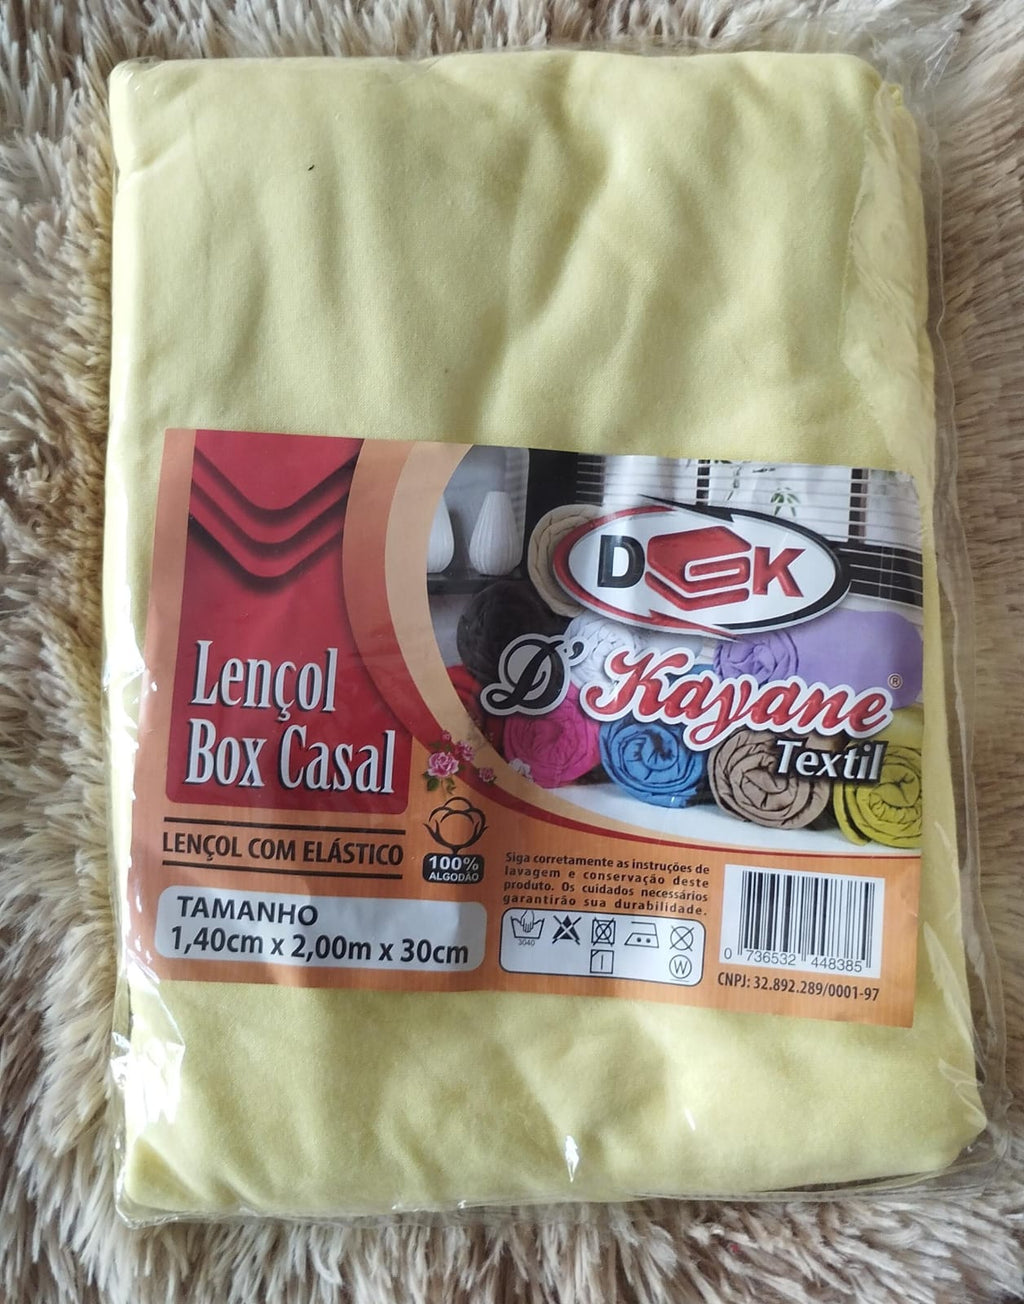 DGK
D' Kayane®
Textil
Lençol
Box Casal
LENÇOL COM ELÁSTICO
100%
ALGODÃO
TAMANHO
1,40cm x 2,00m x 30cm
Siga corretamente as instruções de
lavagem e conservação deste
produto. Os cuidados necessários
garantirão sua durabilidade.
3040
W
0 736532 448385
CNPJ: 32.892.289/0001-97